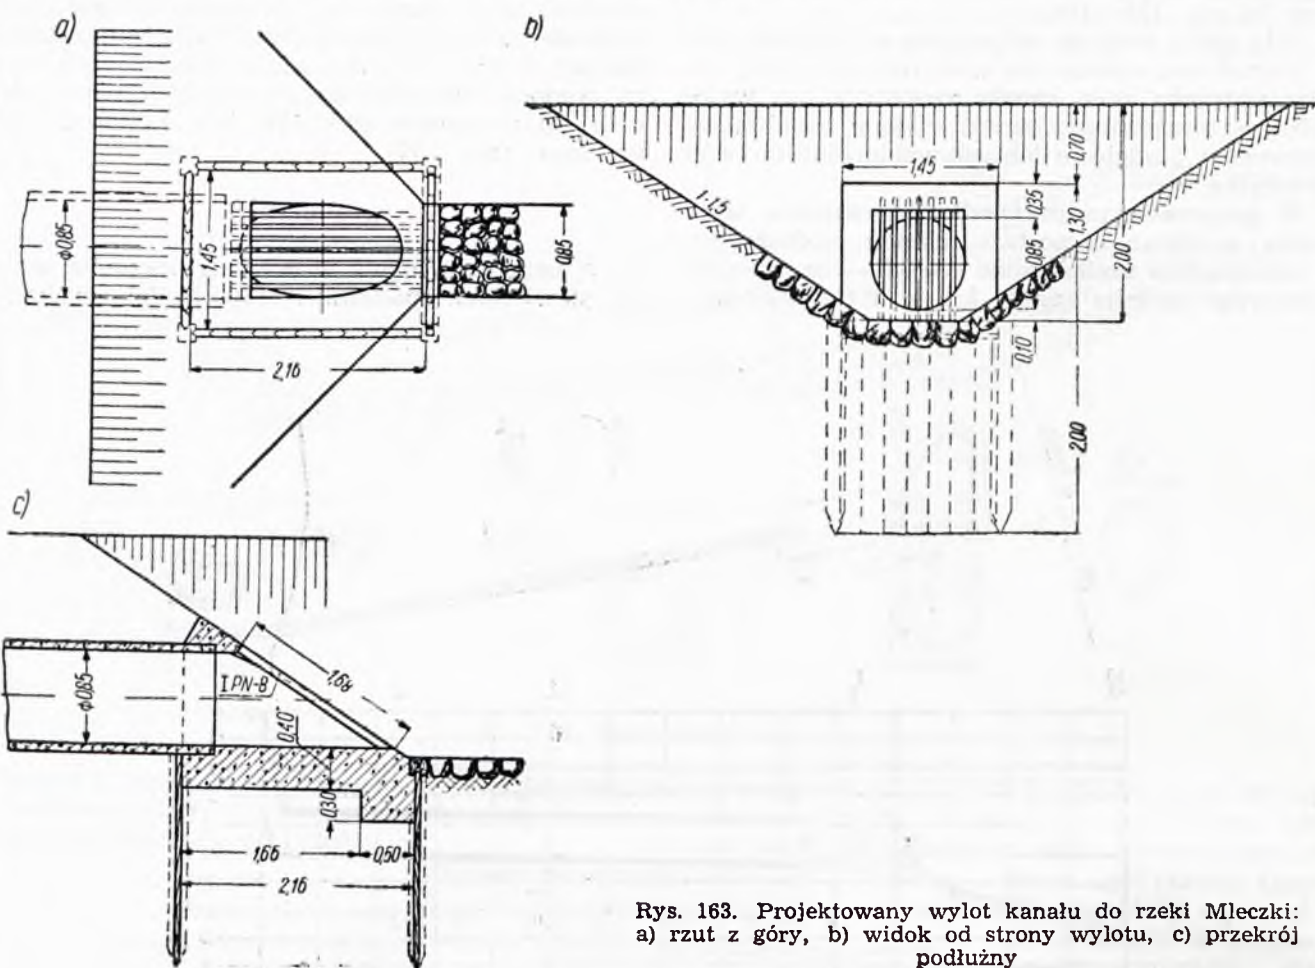 a)
φ0,85
1,45
0,85
2,16
b)
1:1,5
1,45
0,70
0,35
1,30
0,85
2,00
0,10
2,00
c)
φ0,85
I PN-B
1,68
0,40
0,30
1,66
0,50
2,16
Rys. 163. Projektowany wylot kanału do rzeki Mleczki:
a) rzut z góry, b) widok od strony wylotu, c) przekrój
podłużny